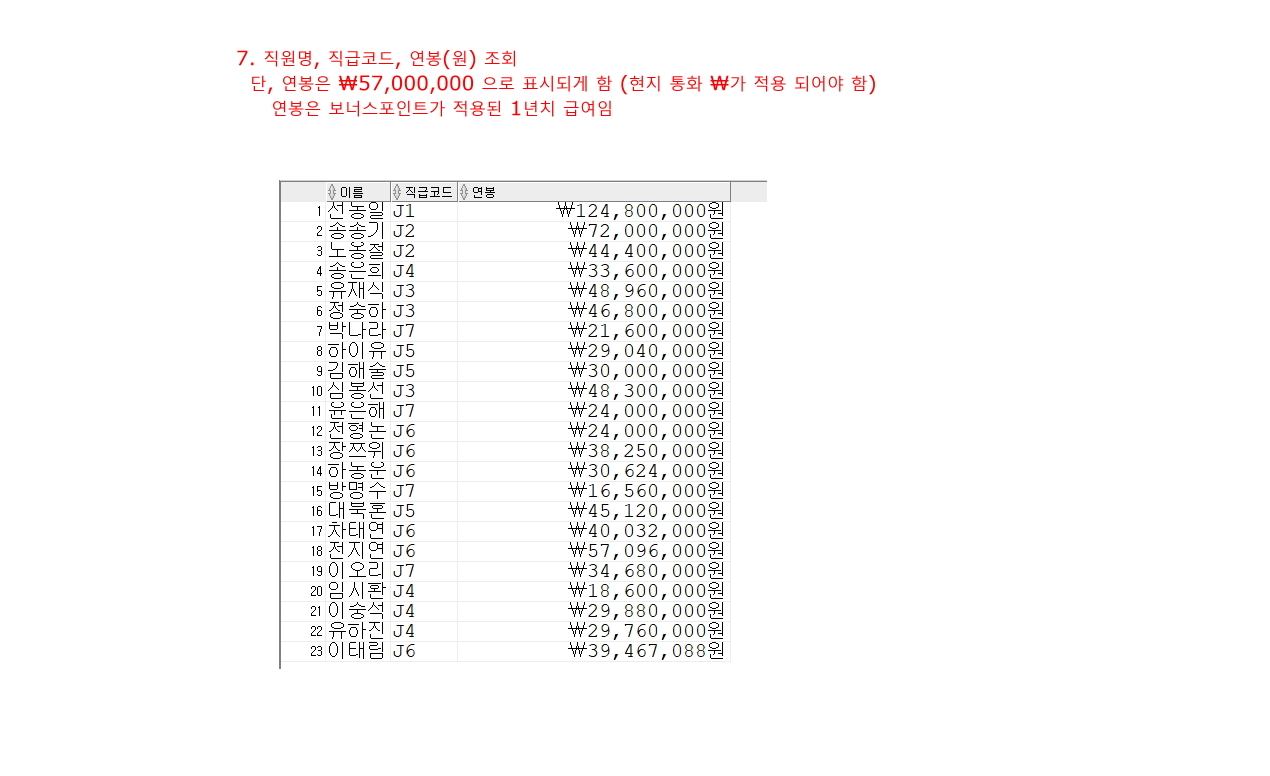 7. 직원명, 직급코드, 연봉(원) 조회
단, 연봉은 ₩57,000,000 으로 표시되게 함 (현지 통화 ₩가 적용 되어야 함)
연봉은 보너스포인트가 적용된 1년치 급여임
이름 직급코드 연봉
1 선동일 J1 ₩124,800,000원
2 송송기 J2 ₩72,000,000원
3 노옹철 J2 ₩44,400,000원
4 송은희 J4 ₩33,600,000원
5 유재식 J3 ₩48,960,000원
6 정중하 J3 ₩46,800,000원
7 박나라 J7 ₩21,600,000원
8 하이유 J5 ₩29,040,000원
9 김해술 J5 ₩30,000,000원
10 심봉선 J3 ₩48,300,000원
11 윤은해 J7 ₩24,000,000원
12 전형돈 J6 ₩24,000,000원
13 장쯔위 J6 ₩38,250,000원
14 하동운 J6 ₩30,624,000원
15 방명수 J7 ₩16,560,000원
16 대북혼 J5 ₩45,120,000원
17 차태연 J6 ₩40,032,000원
18 전지연 J6 ₩57,096,000원
19 이오리 J7 ₩34,680,000원
20 임시환 J4 ₩18,600,000원
21 이중석 J4 ₩29,880,000원
22 유하진 J4 ₩29,760,000원
23 이태림 J6 ₩39,467,088원